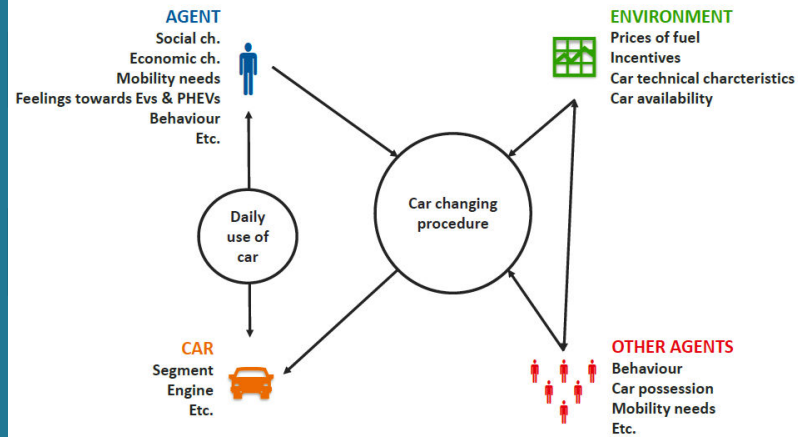 AGENT
Social ch.
Economic ch.
Mobility needs
Feelings towards Evs & PHEVs
Behaviour
Etc.
ENVIRONMENT
Prices of fuel
Incentives
Car technical charcteristics
Car availability
Daily
use of
car
Car changing
procedure
CAR
Segment
Engine
Etc.
OTHER AGENTS
Behaviour
Car possession
Mobility needs
Etc.